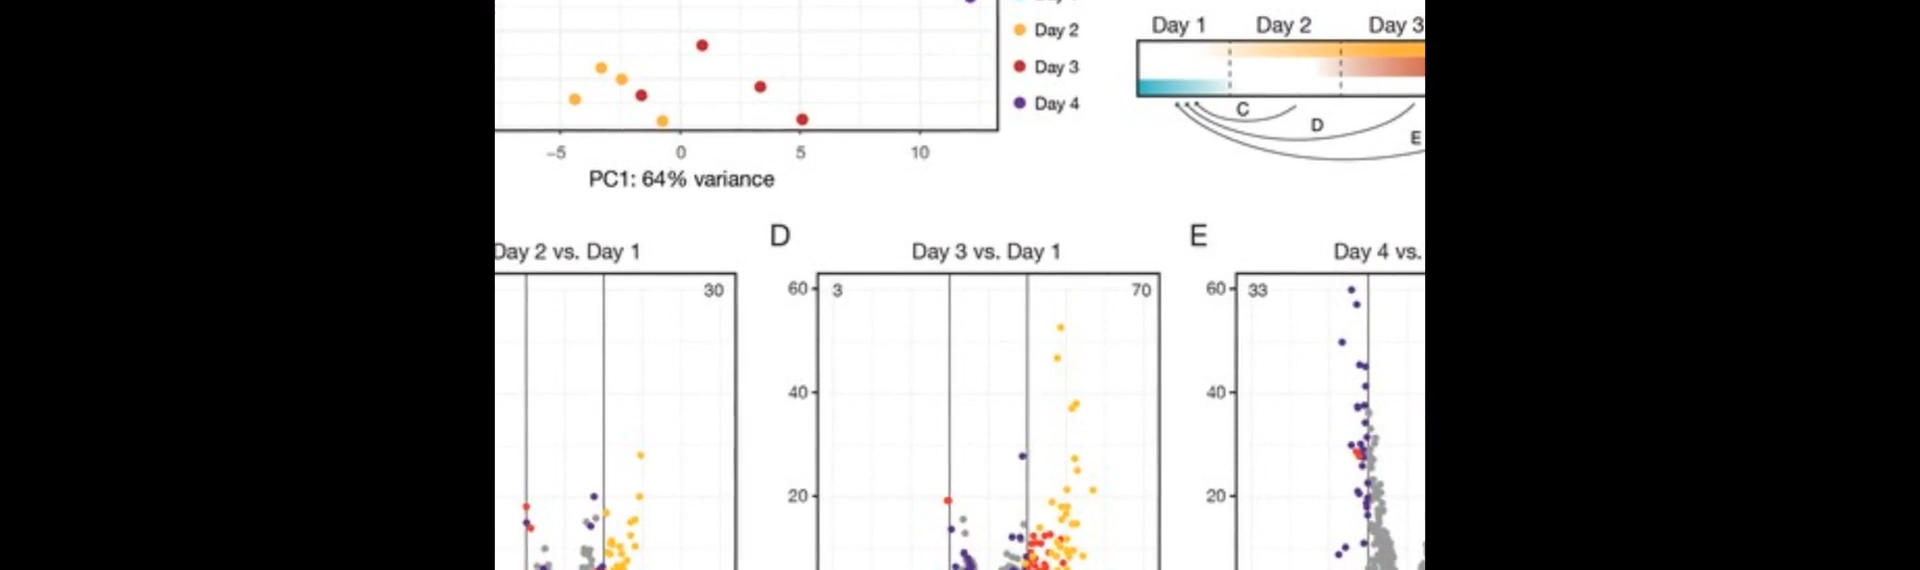 Day 1 Day 2 Day 3
Day 2
Day 3
Day 4
C
D
E
−5 0 5 10
PC1: 64% variance
D
E
Day 2 vs. Day 1
Day 3 vs. Day 1
Day 4 vs.
30
60 3 70
60 33
40
40
20
20